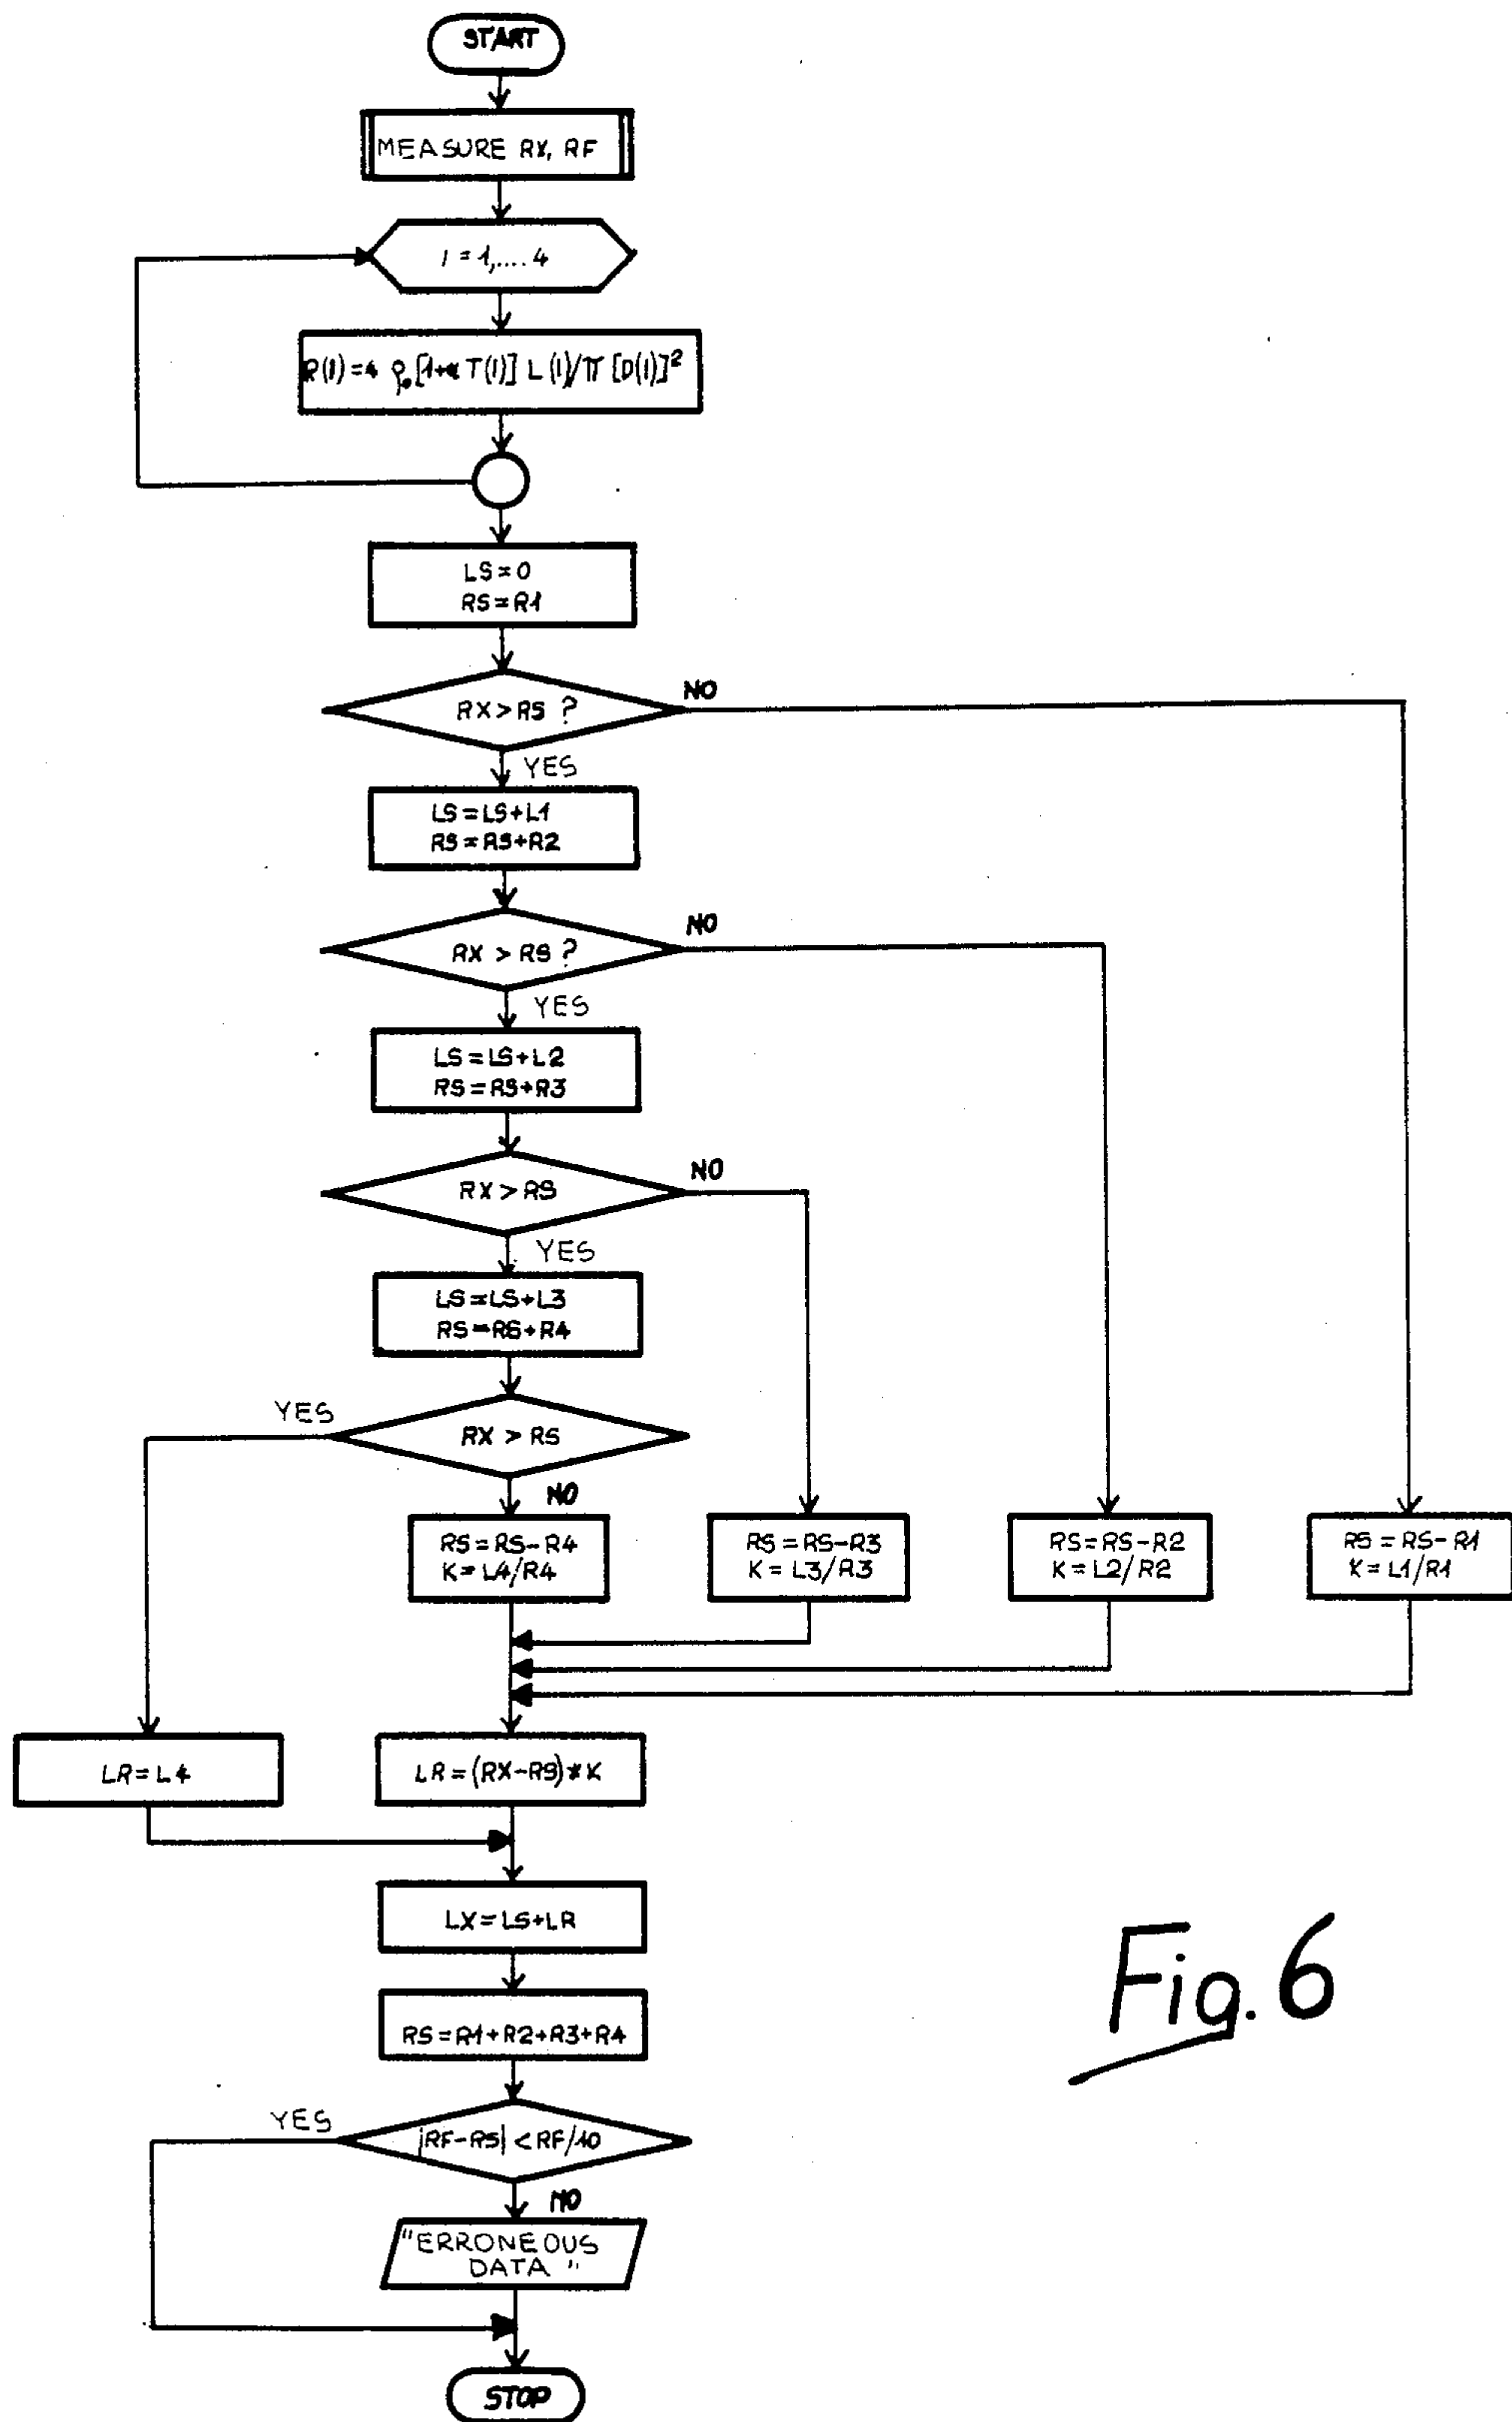 START
MEASURE RX, RF
I = 1,.... 4
R(I) = 4 ρ₀ [1+α T(I)] L(I)/π [D(I)]²
LS=0
RS=R1
RX>RS ?
NO
YES
LS=LS+L1
RS=RS+R2
RX > RS ?
NO
YES
LS=LS+L2
RS=RS+R3
RX > RS
NO
YES
LS=LS+L3
RS=RS+R4
YES
RX > RS
NO
RS=RS-R4
K=L4/R4
RS=RS-R3
K=L3/R3
RS=RS-R2
K=L2/R2
RS=RS-R1
K=L1/R1
LR=L4
LR=(RX-RS)*K
LX=LS+LR
RS=R1+R2+R3+R4
YES
|RF-RS|<RF/10
NO
"ERRONEOUS
DATA "
STOP
Fig. 6